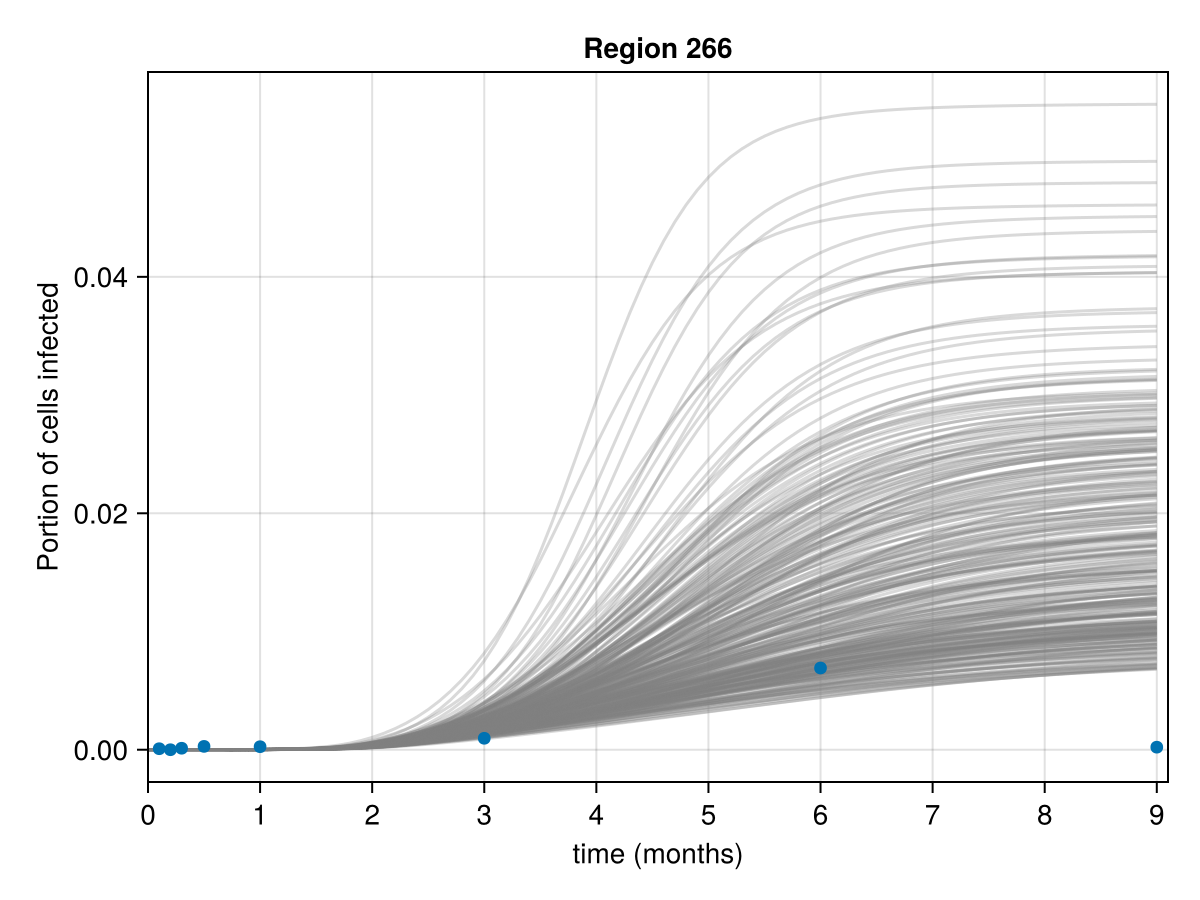 Region 266
Portion of cells infected
0.04
0.02
0.00
0 1 2 3 4 5 6 7 8 9
time (months)